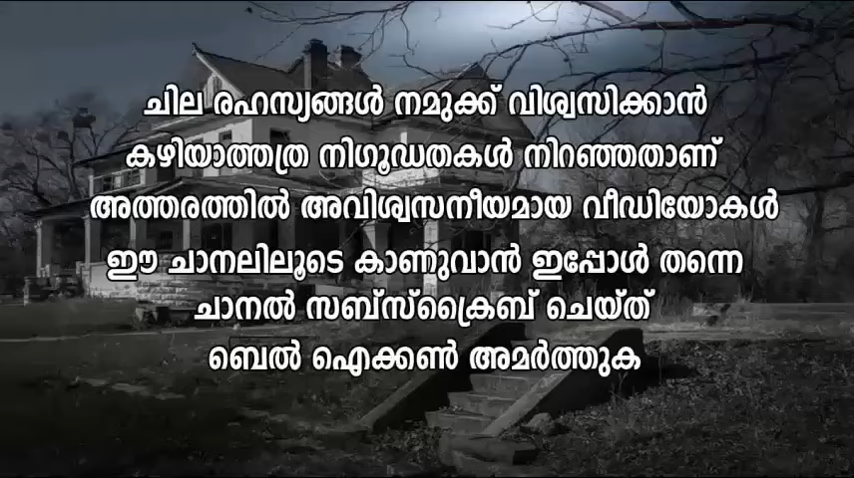 ചില രഹസ്യങ്ങൾ നമുക്ക് വിശ്വസിക്കാൻ
കഴിയാത്തത്ര നിഗൂഡതകൾ നിറഞ്ഞതാണ്
അത്തരത്തിൽ അവിശ്വസനീയമായ വീഡിയോകൾ
ഈ ചാനലിലൂടെ കാണുവാൻ ഇപ്പോൾ തന്നെ
ചാനൽ സബ്സ്ക്രൈബ് ചെയ്ത്
ബെൽ ഐക്കൺ അമർത്തുക